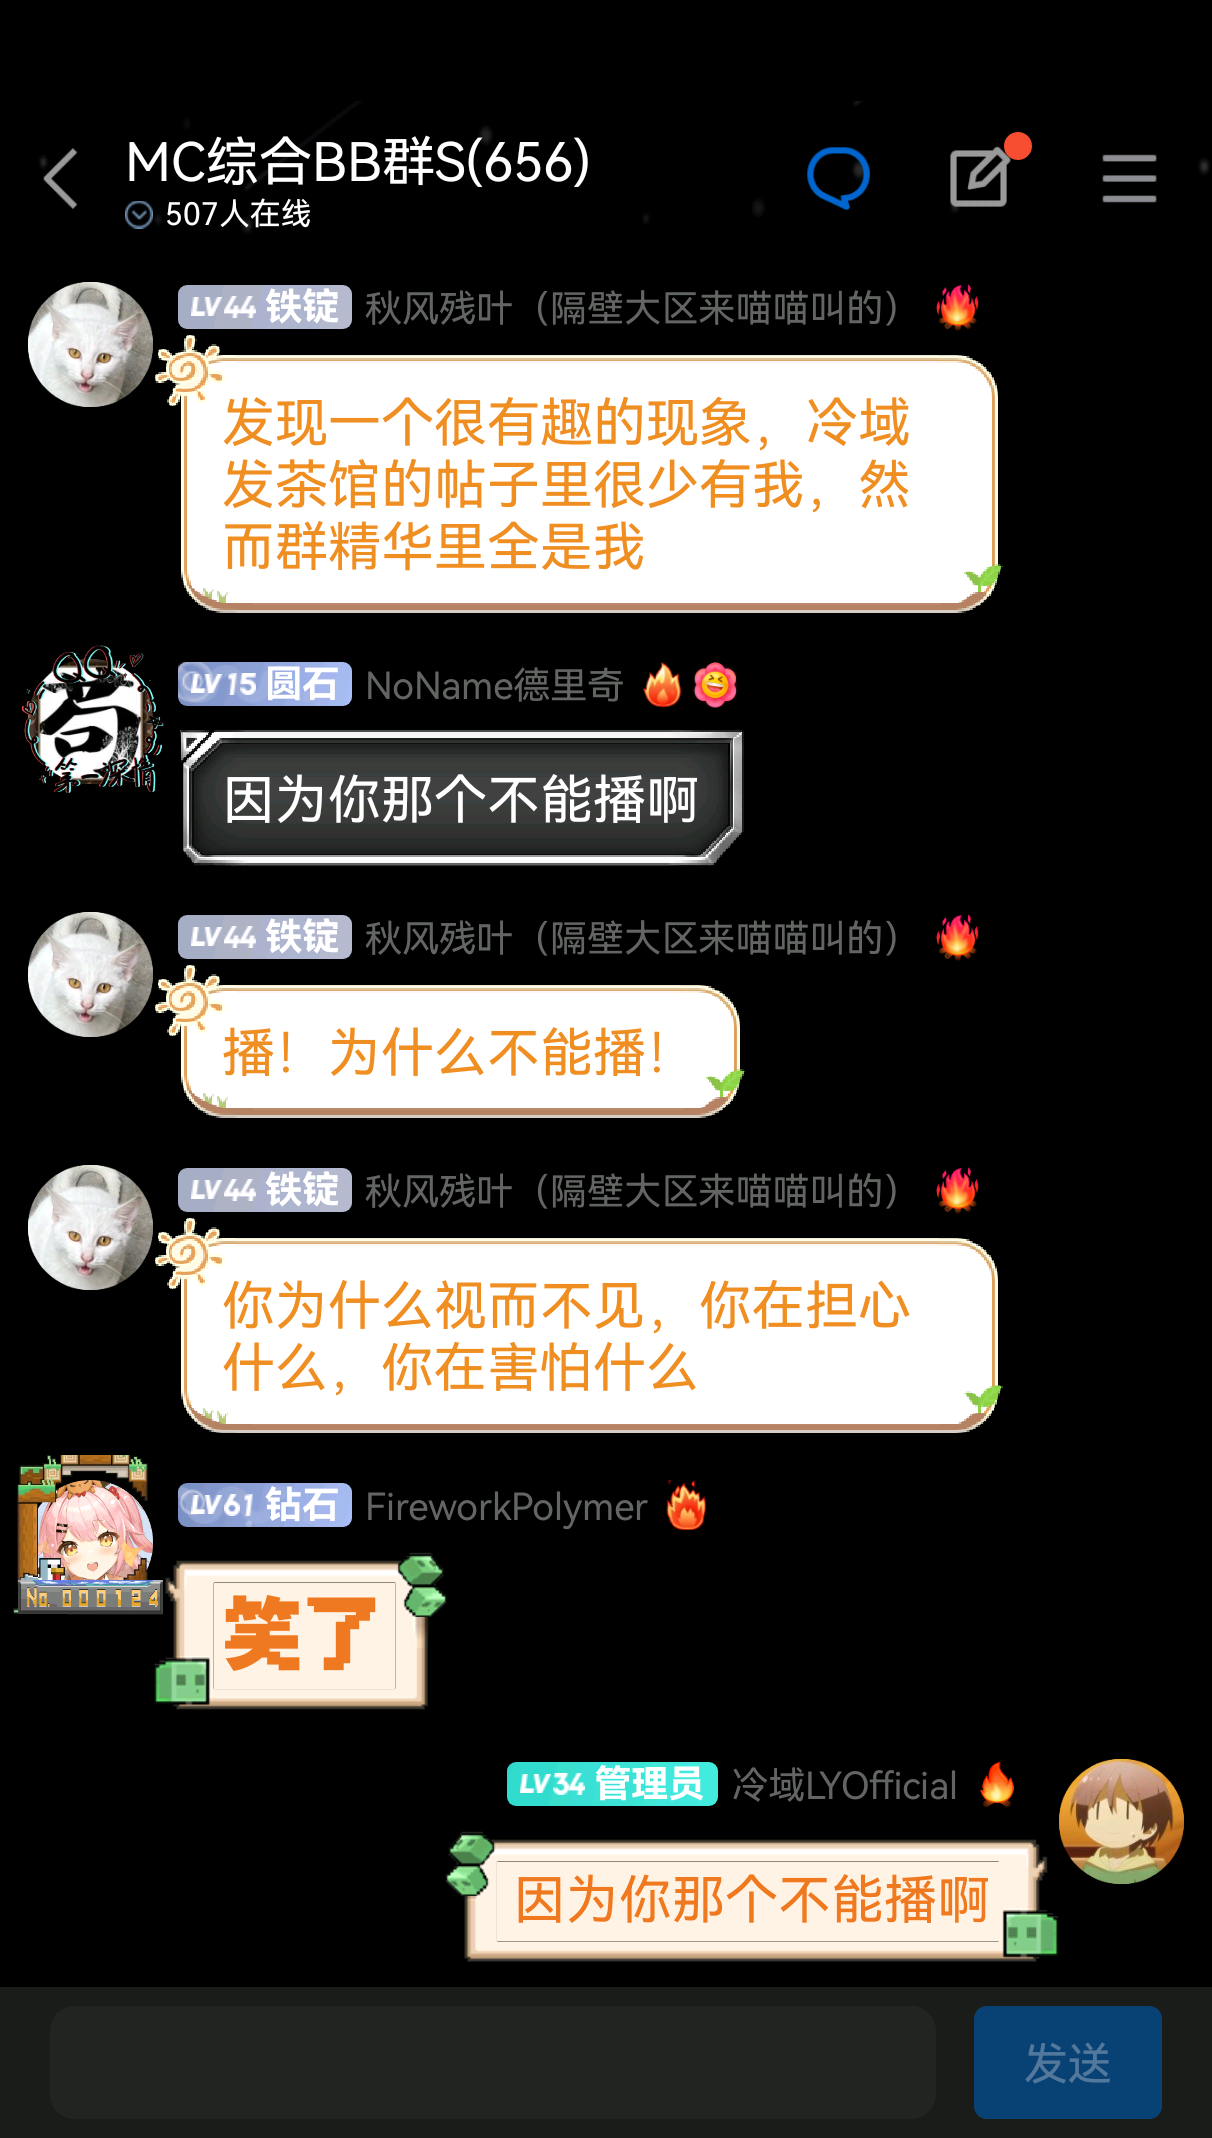 MC综合BB群S(656)
507人在线
LV44 铁锭 秋风残叶（隔壁大区来喵喵叫的）
发现一个很有趣的现象，冷域
发茶馆的帖子里很少有我，然
而群精华里全是我
苟
第一深情
LV15 圆石 NoName德里奇
因为你那个不能播啊
LV44 铁锭 秋风残叶（隔壁大区来喵喵叫的）
播！为什么不能播！
LV44 铁锭 秋风残叶（隔壁大区来喵喵叫的）
你为什么视而不见，你在担心
什么，你在害怕什么
LV61 钻石 FireworkPolymer
No. 000124
笑了
LV34 管理员 冷域LYOfficial
因为你那个不能播啊
发送